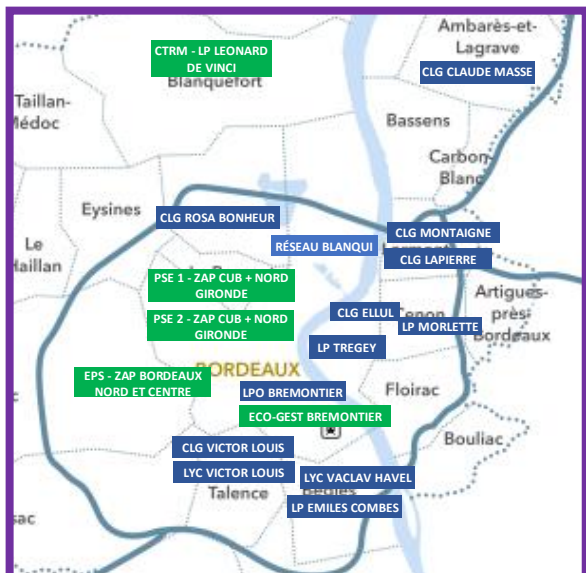 Ambarès-et-
Lagrave
CTRM - LP LEONARD
DE VINCI
Blanquefort
CLG CLAUDE MASSE
Taillan-
Médoc
Bassens
Carbon-
Blanc
Eysines
CLG ROSA BONHEUR
CLG MONTAIGNE
RÉSEAU BLANQUI
Le
Haillan
CLG LAPIERRE
PSE 1 - ZAP CUB + NORD
GIRONDE
Artigues-
près-
Bordeaux
CLG ELLUL
Cenon
PSE 2 - ZAP CUB + NORD
GIRONDE
LP MORLETTE
LP TREGEY
BORDEAUX
EPS - ZAP BORDEAUX
NORD ET CENTRE
LPO BREMONTIER
Floirac
ECO-GEST BREMONTIER
Bouliac
CLG VICTOR LOUIS
LYC VICTOR LOUIS
LYC VACLAV HAVEL
Talence
Bègles
LP EMILES COMBES
sac